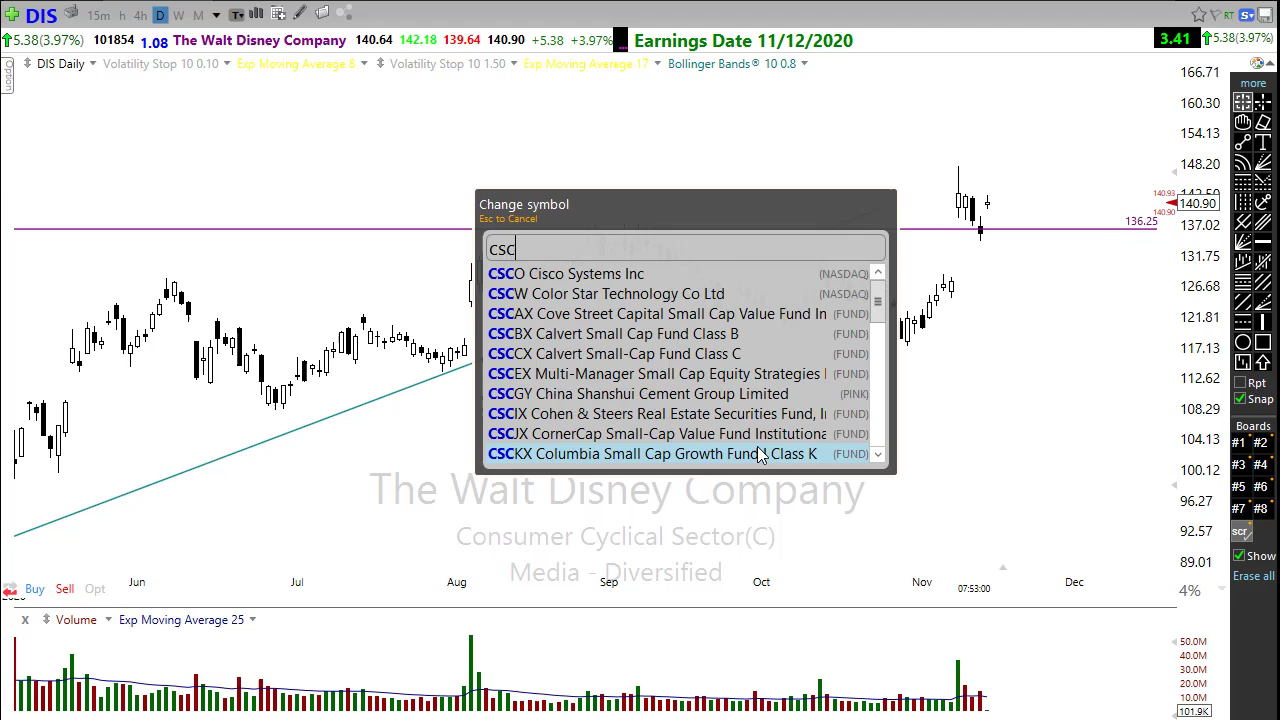 DIS 15m h 4h D W M T RT S
5.38(3.97%) 101854 1.08 The Walt Disney Company 140.64 142.18 139.64 140.90 +5.38 +3.97% Earnings Date 11/12/2020 3.41 5.38(3.97%)
Option
DIS Daily Volatility Stop 10 0.10 Exp Moving Average 8 Volatility Stop 10 1.50 Exp Moving Average 17 Bollinger Bands® 10 0.8
166.71
160.30
154.13
148.20
142.50
140.93
140.90
140.90
137.02
136.25
131.75
126.68
121.81
117.13
112.62
108.29
104.13
100.12
96.27
92.57
89.01
4%
Change symbol
Esc to Cancel
CSC
CSCO Cisco Systems Inc (NASDAQ)
CSCW Color Star Technology Co Ltd (NASDAQ)
CSCAX Cove Street Capital Small Cap Value Fund In (FUND)
CSCBX Calvert Small Cap Fund Class B (FUND)
CSCCX Calvert Small-Cap Fund Class C (FUND)
CSCEX Multi-Manager Small Cap Equity Strategies (FUND)
CSCGY China Shanshui Cement Group Limited (PINK)
CSCIX Cohen & Steers Real Estate Securities Fund, I (FUND)
CSCJX CornerCap Small-Cap Value Fund Institutiona (FUND)
CSCKX Columbia Small Cap Growth Fund I Class K (FUND)
The Walt Disney Company
Consumer Cyclical Sector(C)
Media - Diversified
Jun Jul Aug Sep Oct Nov Dec
07:53:00
Buy Sell Opt
X Volume Exp Moving Average 25
50.0M
40.0M
30.0M
20.0M
10.0M
101.9K
more
T
Rpt
Snap
Boards
#1 #2
#3 #4
#5 #6
#7 #8
scr
Show
Erase all